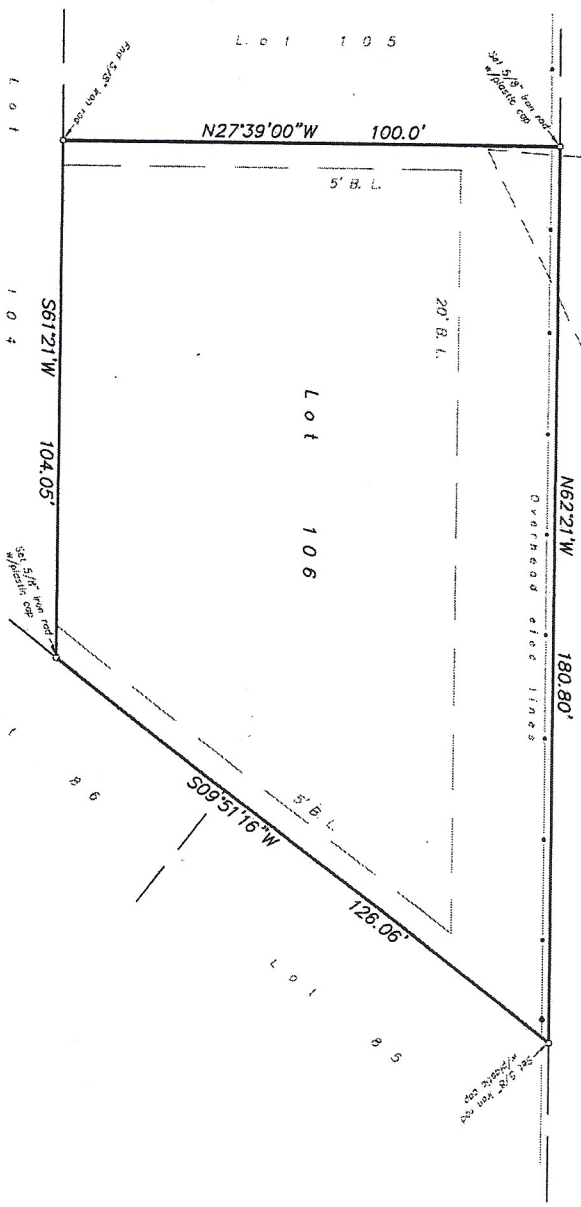 Lot 105
Set 5/8" iron rod
w/plastic cap
Fnd 5/8" iron rod
N27°39'00"W 100.0'
5' B. L.
Lot 104
20' B. L.
N62°21'W 180.80'
Overhead elec lines
S61°21'W 104.05'
Lot 106
Set 5/8" iron rod
w/plastic cap
S09°51'16"W 126.06'
5' B. L.
86
Lot 85
Set 5/8" iron rod
w/plastic cap